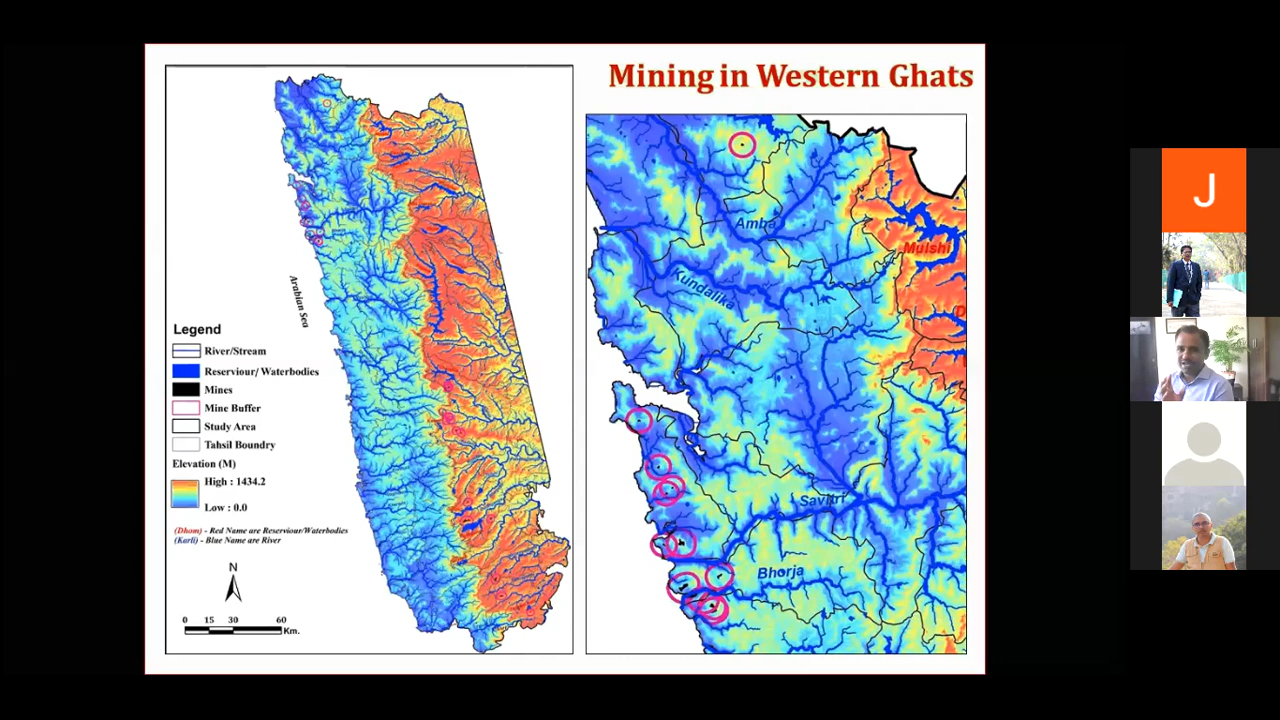 Mining in Western Ghats
Arabian Sea
Legend
River/Stream
Reserviour/ Waterbodies
Mines
Mine Buffer
Study Area
Tahsil Boundry
Elevation (M)
High : 1434.2
Low : 0.0
(Dhom) - Red Name are Reserviour/Waterbodies
(Karli) - Blue Name are River
N
0 15 30 60
Km.
Amba
Mulshi
Kundalika
D
Savitri
Bhorja
J